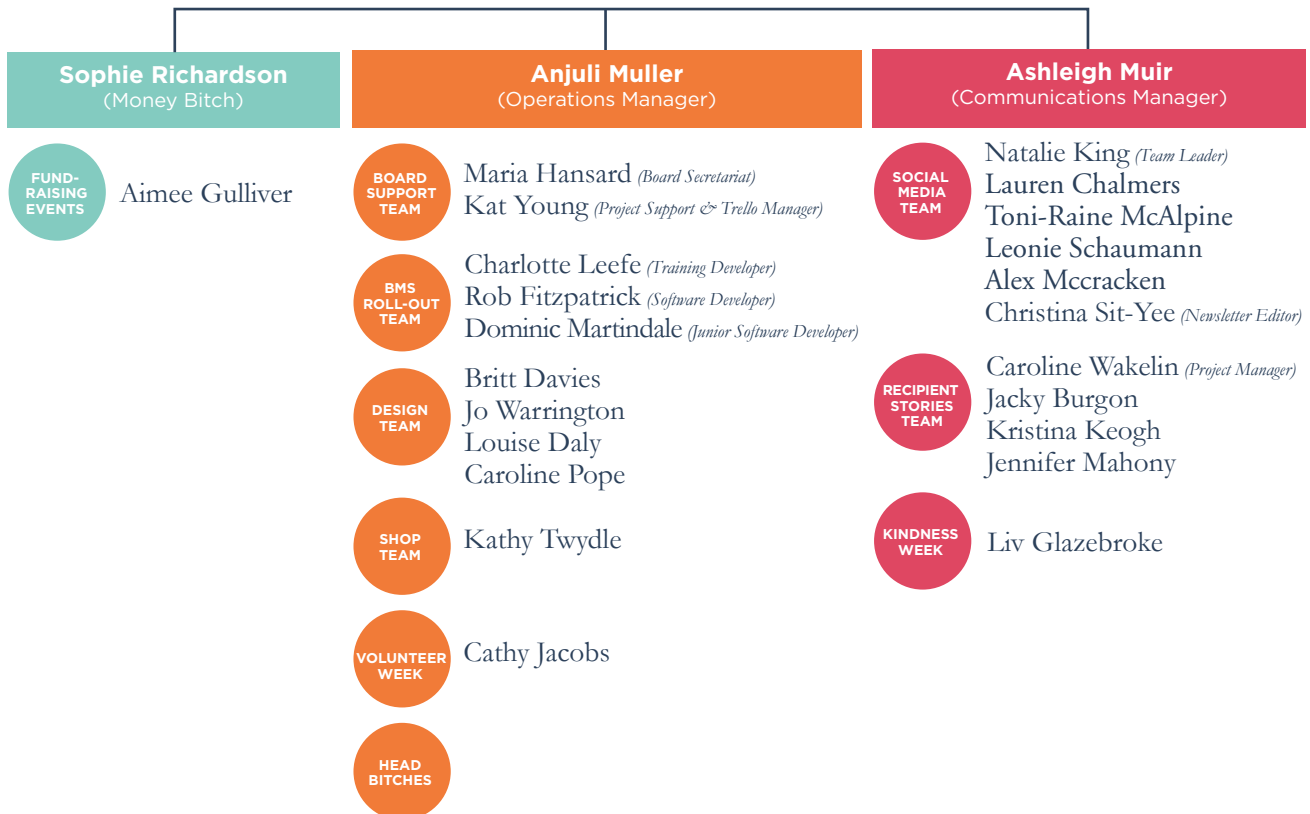 Sophie Richardson
(Money Bitch)
FUND-
RAISING
EVENTS
Aimee Gulliver
Anjuli Muller
(Operations Manager)
BOARD
SUPPORT
TEAM
Maria Hansard (Board Secretariat)
Kat Young (Project Support & Trello Manager)
BMS
ROLL-OUT
TEAM
Charlotte Leefe (Training Developer)
Rob Fitzpatrick (Software Developer)
Dominic Martindale (Junior Software Developer)
DESIGN
TEAM
Britt Davies
Jo Warrington
Louise Daly
Caroline Pope
SHOP
TEAM
Kathy Twydle
VOLUNTEER
WEEK
Cathy Jacobs
HEAD
BITCHES
Ashleigh Muir
(Communications Manager)
SOCIAL
MEDIA
TEAM
Natalie King (Team Leader)
Lauren Chalmers
Toni-Raine McAlpine
Leonie Schaumann
Alex Mccracken
Christina Sit-Yee (Newsletter Editor)
RECIPIENT
STORIES
TEAM
Caroline Wakelin (Project Manager)
Jacky Burgon
Kristina Keogh
Jennifer Mahony
KINDNESS
WEEK
Liv Glazebroke